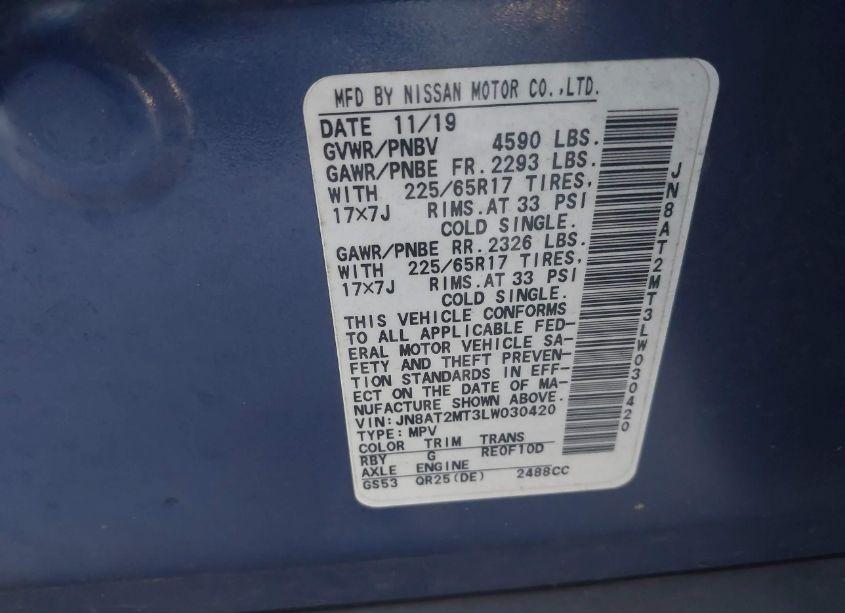 MFD BY NISSAN MOTOR CO.,LTD.
DATE 11/19
GVWR/PNBV 4590 LBS.
GAWR/PNBE FR. 2293 LBS.
WITH 225/65R17 TIRES,
17×7J RIMS.AT 33 PSI
COLD SINGLE.
GAWR/PNBE RR. 2326 LBS.
WITH 225/65R17 TIRES,
17×7J RIMS.AT 33 PSI
COLD SINGLE.
THIS VEHICLE CONFORMS
TO ALL APPLICABLE FED-
ERAL MOTOR VEHICLE SA-
FETY AND THEFT PREVEN-
TION STANDARDS IN EFF-
ECT ON THE DATE OF MA-
NUFACTURE SHOWN ABOVE.
VIN:JN8AT2MT3LW030420
TYPE:MPV
COLOR TRIM TRANS
RBY G RE0F10D
AXLE ENGINE
GS53 QR25(DE) 2488CC
JN8AT2MT3LW030420